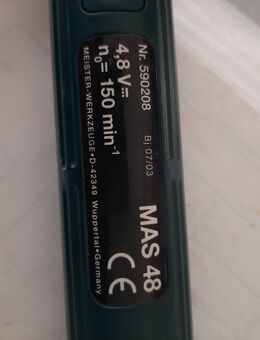 Nr. 590208
Bj 07/03
MAS 48
4,8 V⎓
n₀= 150 min⁻¹
MEISTER-WERKZEUGE•D-42349 Wuppertal•Germany
CE